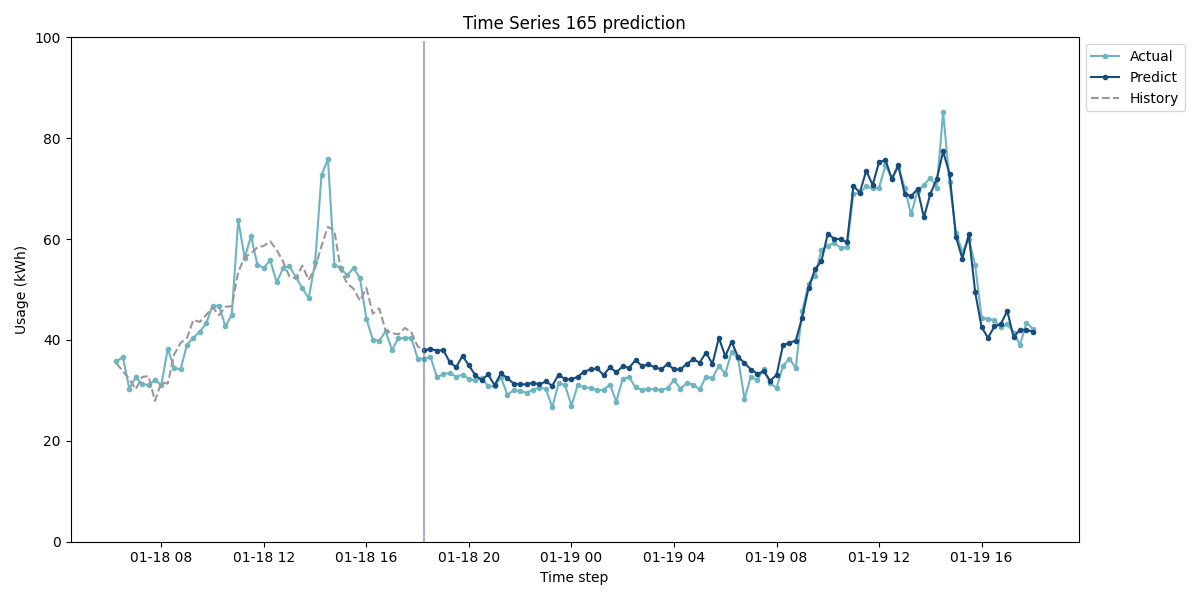 Time Series 165 prediction
Usage (kWh)
100
80
60
40
20
0
01-18 08
01-18 12
01-18 16
01-18 20
01-19 00
01-19 04
01-19 08
01-19 12
01-19 16
Time step
Actual
Predict
History